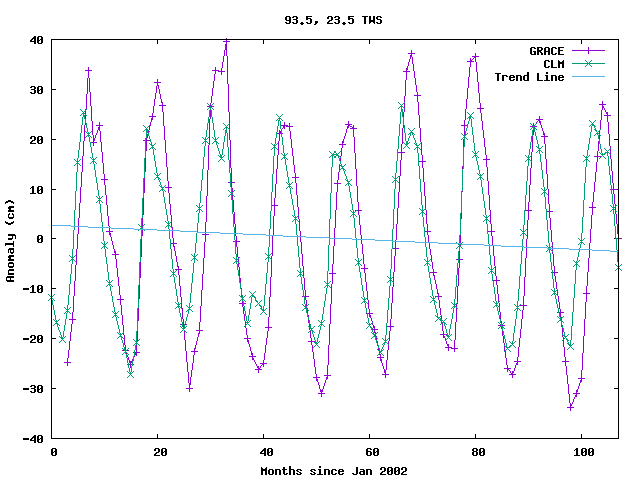 93.5, 23.5 TWS
GRACE
CLM
Trend Line
40
30
20
10
0
-10
-20
-30
-40
Anomaly (cm)
0 20 40 60 80 100
Months since Jan 2002